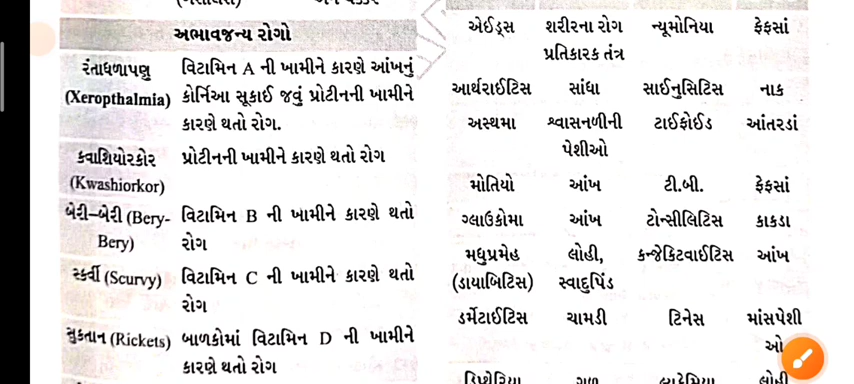 અભાવજન્ય રોગો
રંતાધળાપણુ વિટામિન A ની ખામીને કારણે આંખનું
(Xeropthalmia) કોર્નિઆ સૂકાઈ જવું પ્રોટીનની ખામીને
કારણે થતો રોગ.
ક્વાશિયોરકોર પ્રોટીનની ખામીને કારણે થતો રોગ
(Kwashiorkor)
બેરી–બેરી (Bery- વિટામિન B ની ખામીને કારણે થતો
Bery) રોગ
સ્કર્વી (Scurvy) વિટામિન C ની ખામીને કારણે થતો
રોગ
સુકતાન (Rickets) બાળકોમાં વિટામિન D ની ખામીને
કારણે થતો રોગ
એઈડ્સ શરીરના રોગ ન્યૂમોનિયા ફેફસાં
પ્રતિકારક તંત્ર
આર્થરાઈટિસ સાંધા સાઈનુસિટિસ નાક
અસ્થમા શ્વાસનળીની ટાઈફોઈડ આંતરડાં
પેશીઓ
મોતિયો આંખ ટી.બી. ફેફસાં
ગ્લાઉકોમા આંખ ટોન્સીલિટિસ કાકડા
મધુપ્રમેહ લોહી, કન્જેકિટવાઈટિસ આંખ
(ડાયાબિટિસ) સ્વાદુપિંડ
ડર્મેટાઈટિસ ચામડી ટિનેસ માંસપેશી
ઓ